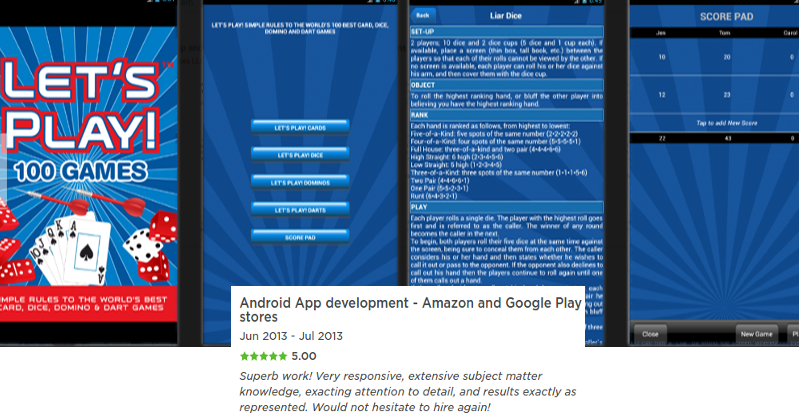 LET'S
PLAY!
100 GAMES
SIMPLE RULES TO THE WORLD'S BEST
CARD, DICE, DOMINO & DART GAMES
LET'S PLAY! SIMPLE RULES TO THE WORLD'S 100 BEST CARD, DICE,
DOMINO AND DART GAMES
LET'S PLAY! CARDS
LET'S PLAY! DICE
LET'S PLAY! DOMINOS
LET'S PLAY! DARTS
SCORE PAD
Back
Liar Dice
SET-UP
2 players; 10 dice and 2 dice cups (5 dice and 1 cup each). If
available, place a screen (thin box, tall book, etc.) between the
players so that each of their rolls cannot be viewed by the other. If
no screen is available, each player can roll his or her dice against
his arm, and then cover them with the dice cup.
OBJECT
To roll the highest ranking hand, or bluff the other player into
believing you have the highest ranking hand.
RANK
Each hand is ranked as follows, from highest to lowest:
Five-of-a-Kind: five spots of the same number (2-2-2-2-2)
Four-of-a-kind: four spots of the same number (5-5-5-5-1)
Full House: three-of-a-kind and two pair (4-4-4-6-6)
High Straight: 6 high (2-3-4-5-6)
Low Straight: 5 high (1-2-3-4-5)
Three-of-a-Kind: three spots of the same number (1-1-1-5-6)
Two Pair (4-4-6-6-1)
One Pair (5-5-2-3-1)
Runt (6-4-3-2-1)
PLAY
Each player rolls a single die. The player with the highest roll goes
first and is referred to as the caller. The winner of any round
becomes the caller in the next.
To begin, both players roll their five dice at the same time against
the screen, being sure to conceal them from each other. The caller
considers his or her hand and then states whether he wishes to
call it out or pass to the opponent. If the opponent also declines to
call out his hand then the players continue to roll again until one
of them calls out a hand.
each
he
out
bluff
three
SCORE PAD
Jen Tom Carol
10 20 0
12 23 0
Tap to add New Score
22 43 0
Close New Game
Android App development - Amazon and Google Play
stores
Jun 2013 - Jul 2013
5.00
Superb work! Very responsive, extensive subject matter
knowledge, exacting attention to detail, and results exactly as
represented. Would not hesitate to hire again!